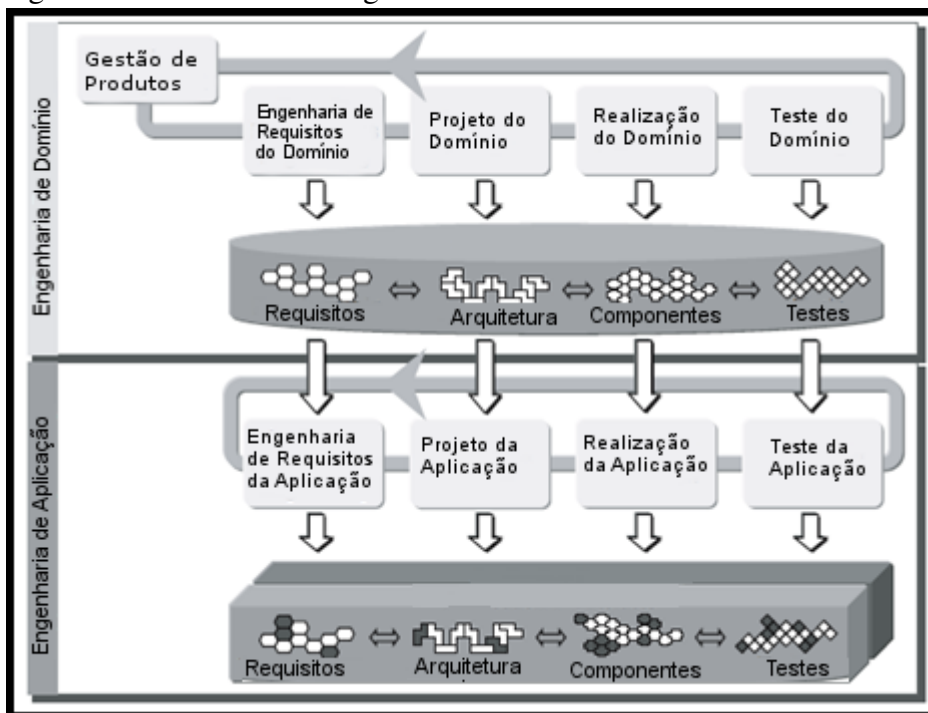 Gestão de
Produtos
Engenharia de
Requisitos
do Domínio
Projeto do
Domínio
Realização
do Domínio
Teste do
Domínio
Engenharia de Domínio
Requisitos
Arquitetura
Componentes
Testes
Engenharia
de Requisitos
da Aplicação
Projeto da
Aplicação
Realização
da Aplicação
Teste da
Aplicação
Engenharia de Aplicação
Requisitos
Arquitetura
Componentes
Testes